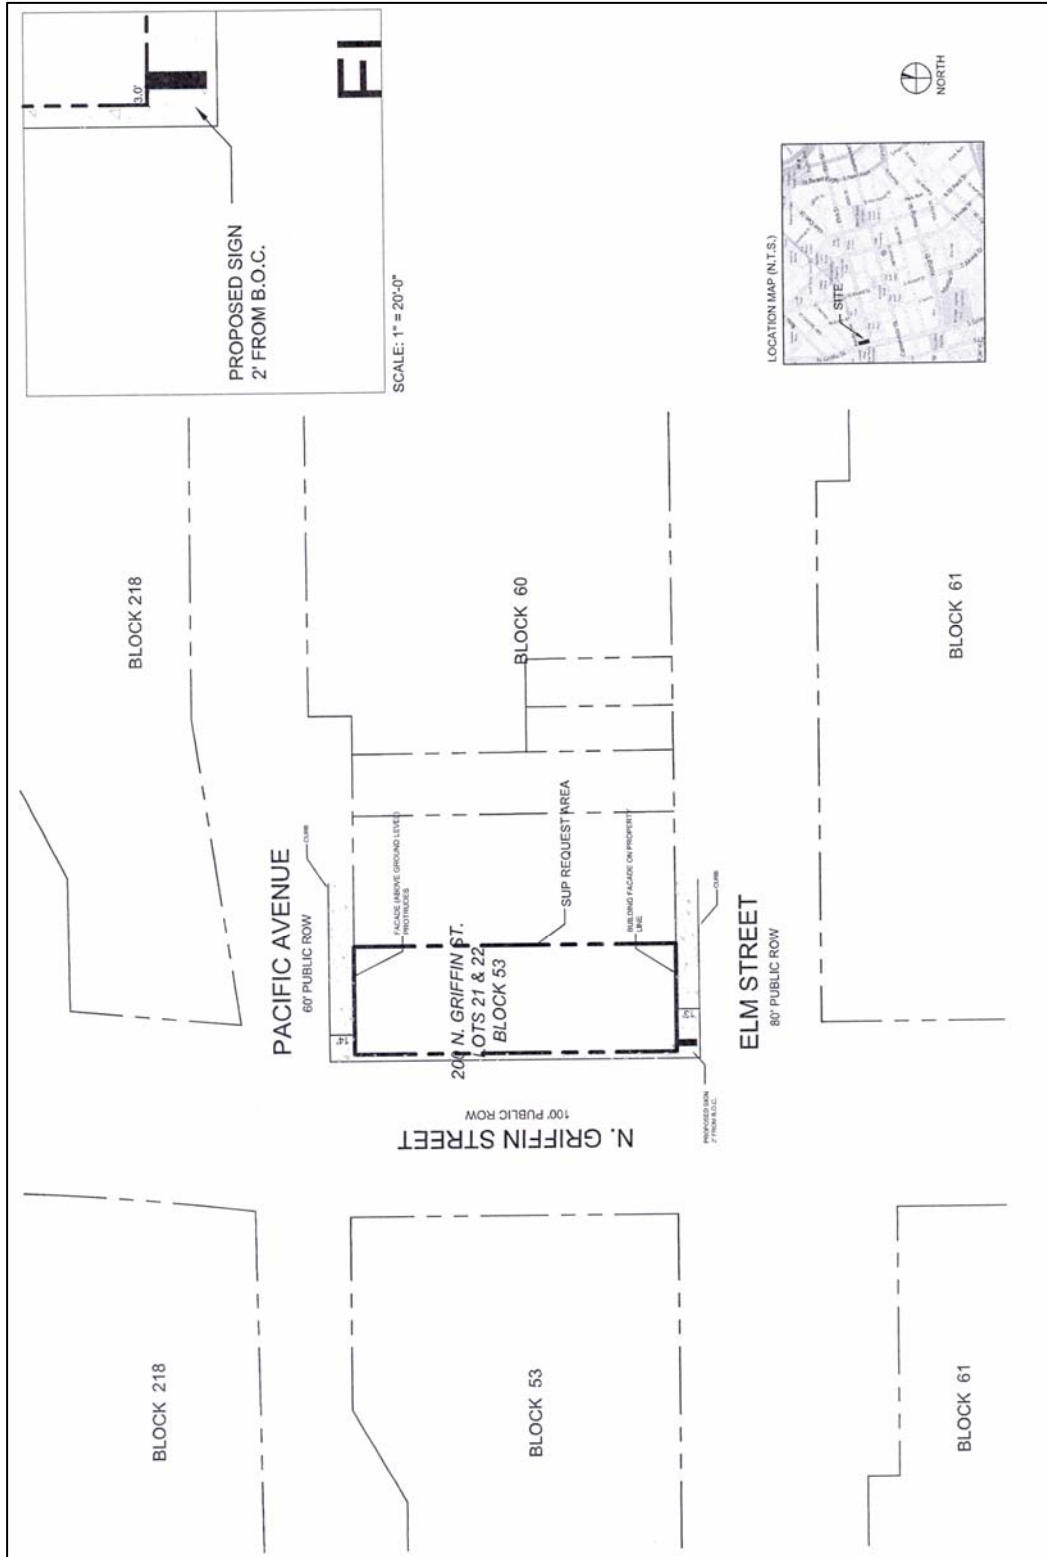 3.0'
PROPOSED SIGN
2' FROM B.O.C.
EI
SCALE: 1" = 20'-0"
NORTH
LOCATION MAP (N.T.S.)
SITE
BLOCK 218
BLOCK 60
BLOCK 61
PACIFIC AVENUE
60' PUBLIC ROW
CURB
FACADE (ABOVE GROUND LEVEL)
PROTRUDES
SUP REQUEST AREA
BUILDING FACADE ON PROPERTY
LINE
CURB
14'
200 N. GRIFFIN ST.
LOTS 21 & 22
BLOCK 53
13'
ELM STREET
80' PUBLIC ROW
PROPOSED SIGN
2' FROM B.O.C.
N. GRIFFIN STREET
100' PUBLIC ROW
BLOCK 218
BLOCK 53
BLOCK 61